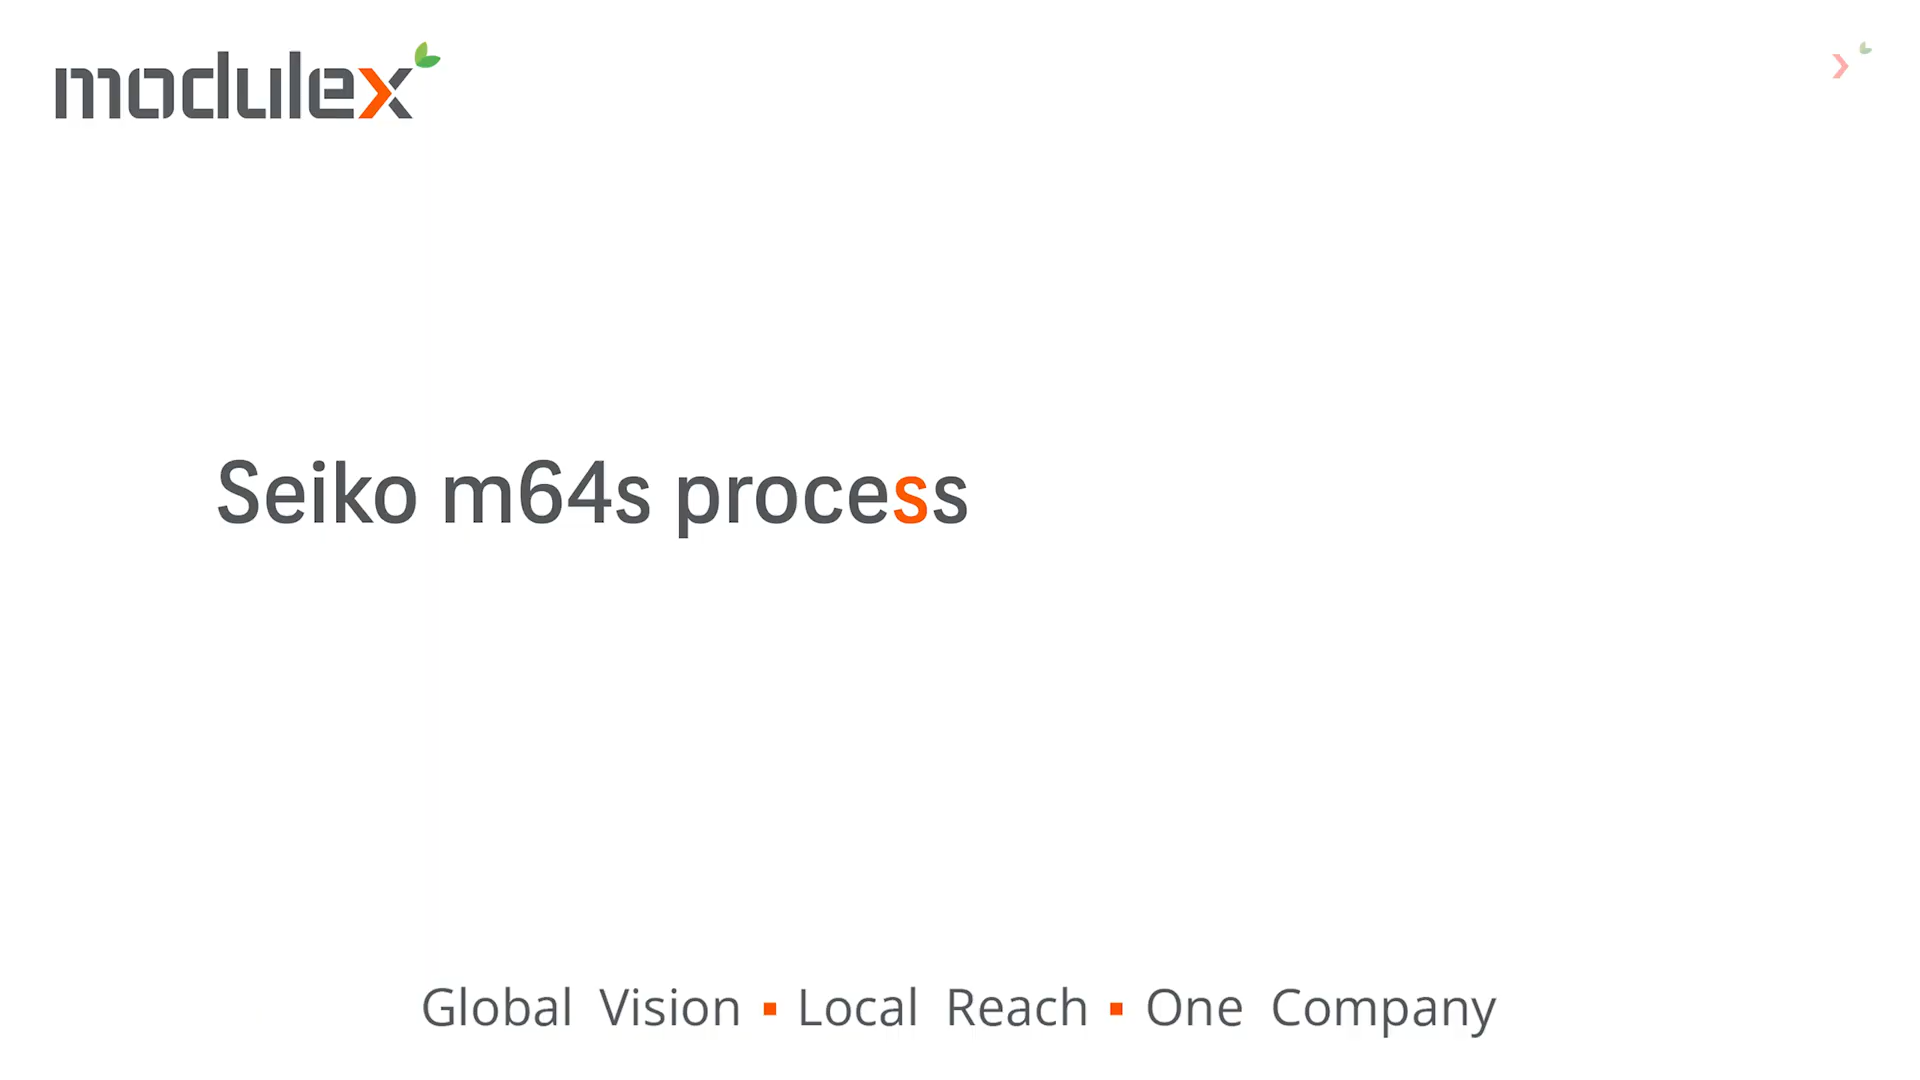 modulex
Seiko m64s process
Global Vision ▪ Local Reach ▪ One Company